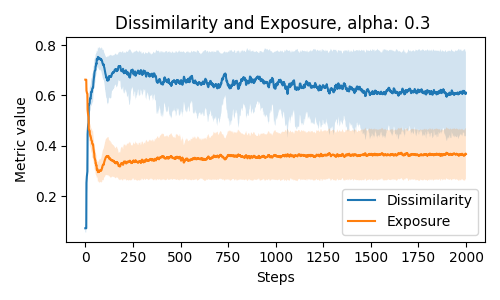 Dissimilarity and Exposure, alpha: 0.3
Metric value
0.8
0.6
0.4
0.2
Dissimilarity
Exposure
0 250 500 750 1000 1250 1500 1750 2000
Steps